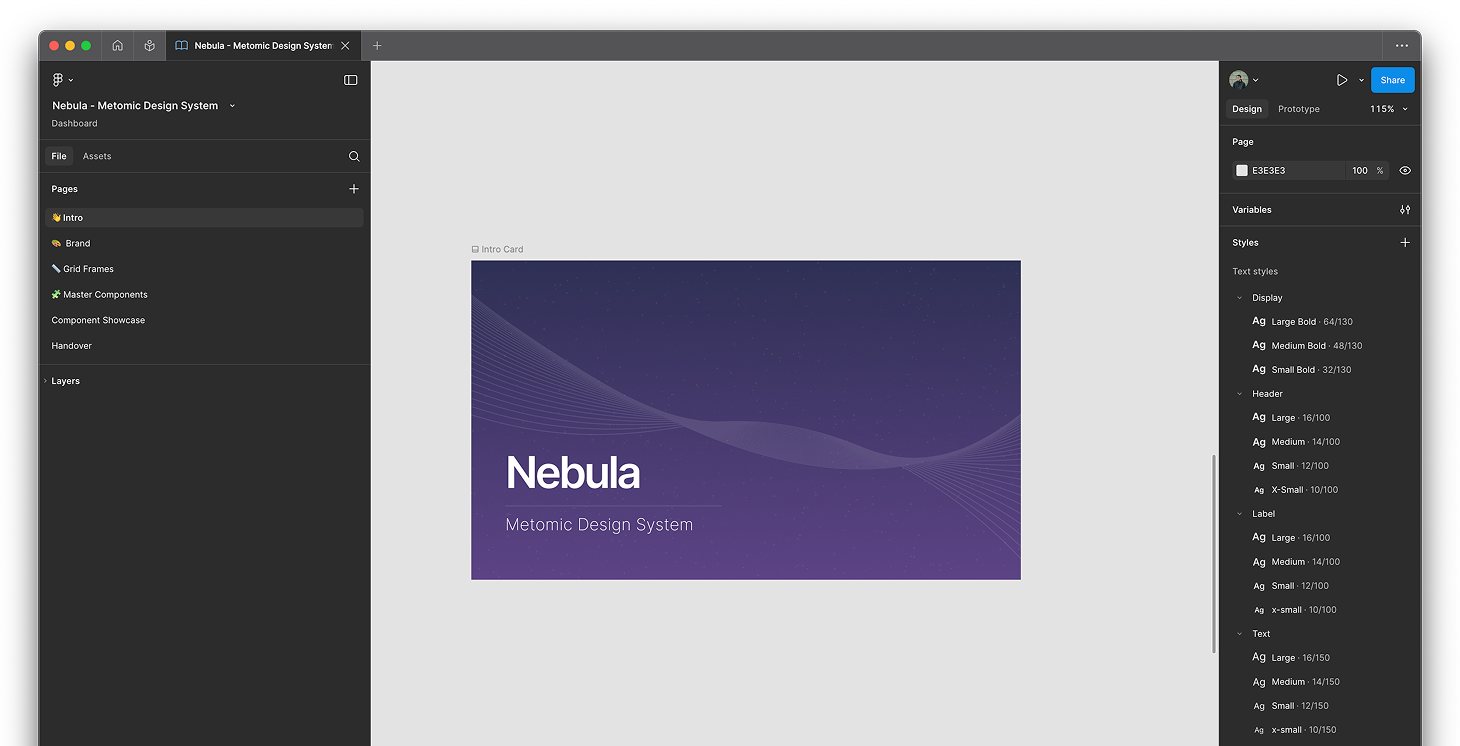 Nebula - Metomic Design System
Nebula - Metomic Design System
Dashboard
File
Assets
Pages
👋 Intro
🎨 Brand
📏 Grid Frames
🧩 Master Components
Component Showcase
Handover
Layers
Intro Card
Nebula
Metomic Design System
Share
Design
Prototype
115%
Page
E3E3E3
100 %
Variables
Styles
Text styles
Display
Ag Large Bold · 64/130
Ag Medium Bold · 48/130
Ag Small Bold · 32/130
Header
Ag Large · 16/100
Ag Medium · 14/100
Ag Small · 12/100
Ag X-Small · 10/100
Label
Ag Large · 16/100
Ag Medium · 14/100
Ag Small · 12/100
Ag x-small · 10/100
Text
Ag Large · 16/150
Ag Medium · 14/150
Ag Small · 12/150
Ag x-small · 10/150